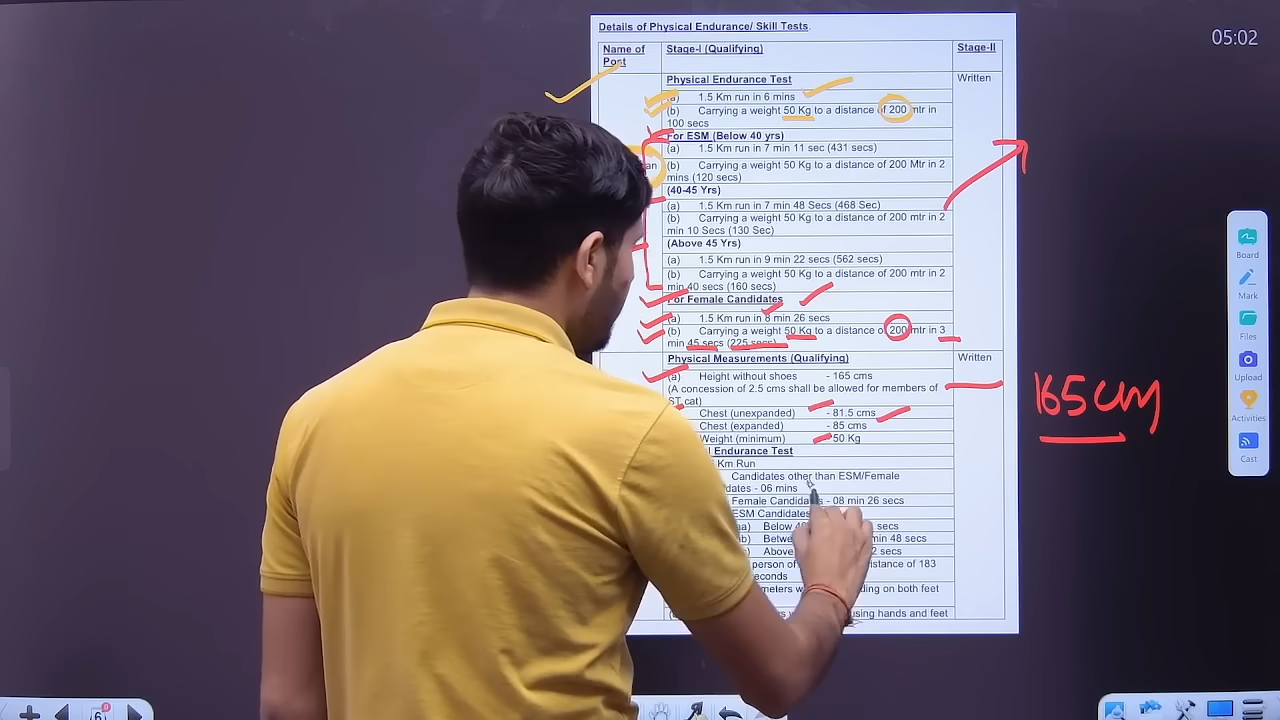 05:02
Details of Physical Endurance/ Skill Tests.
Name of Post
Stage-I (Qualifying)
Stage-II
Physical Endurance Test
Written
(a) 1.5 Km run in 6 mins
(b) Carrying a weight 50 Kg to a distance of 200 mtr in
100 secs
For ESM (Below 40 yrs)
(a) 1.5 Km run in 7 min 11 sec (431 secs)
(b) Carrying a weight 50 Kg to a distance of 200 Mtr in 2
mins (120 secs)
(40-45 Yrs)
(a) 1.5 Km run in 7 min 48 Secs (468 Sec)
(b) Carrying a weight 50 Kg to a distance of 200 mtr in 2
min 10 Secs (130 Sec)
(Above 45 Yrs)
(a) 1.5 Km run in 9 min 22 secs (562 secs)
(b) Carrying a weight 50 Kg to a distance of 200 mtr in 2
min 40 secs (160 secs)
For Female Candidates
(a) 1.5 Km run in 8 min 26 secs
(b) Carrying a weight 50 Kg to a distance of 200 mtr in 3
min 45 secs (225 secs)
Physical Measurements (Qualifying)
Written
(a) Height without shoes - 165 cms
(A concession of 2.5 cms shall be allowed for members of
ST cat)
Chest (unexpanded) - 81.5 cms
Chest (expanded) - 85 cms
Weight (minimum) - 50 Kg
165 cm
Endurance Test
Km Run
Candidates other than ESM/Female
- 06 mins
Female Candidates - 08 min 26 secs
ESM Candidates
Below secs
min 48 secs
Above secs
person of distance of 183
on both feet
using hands and feet
Board
Mark
Files
Upload
Activities
Cast
6